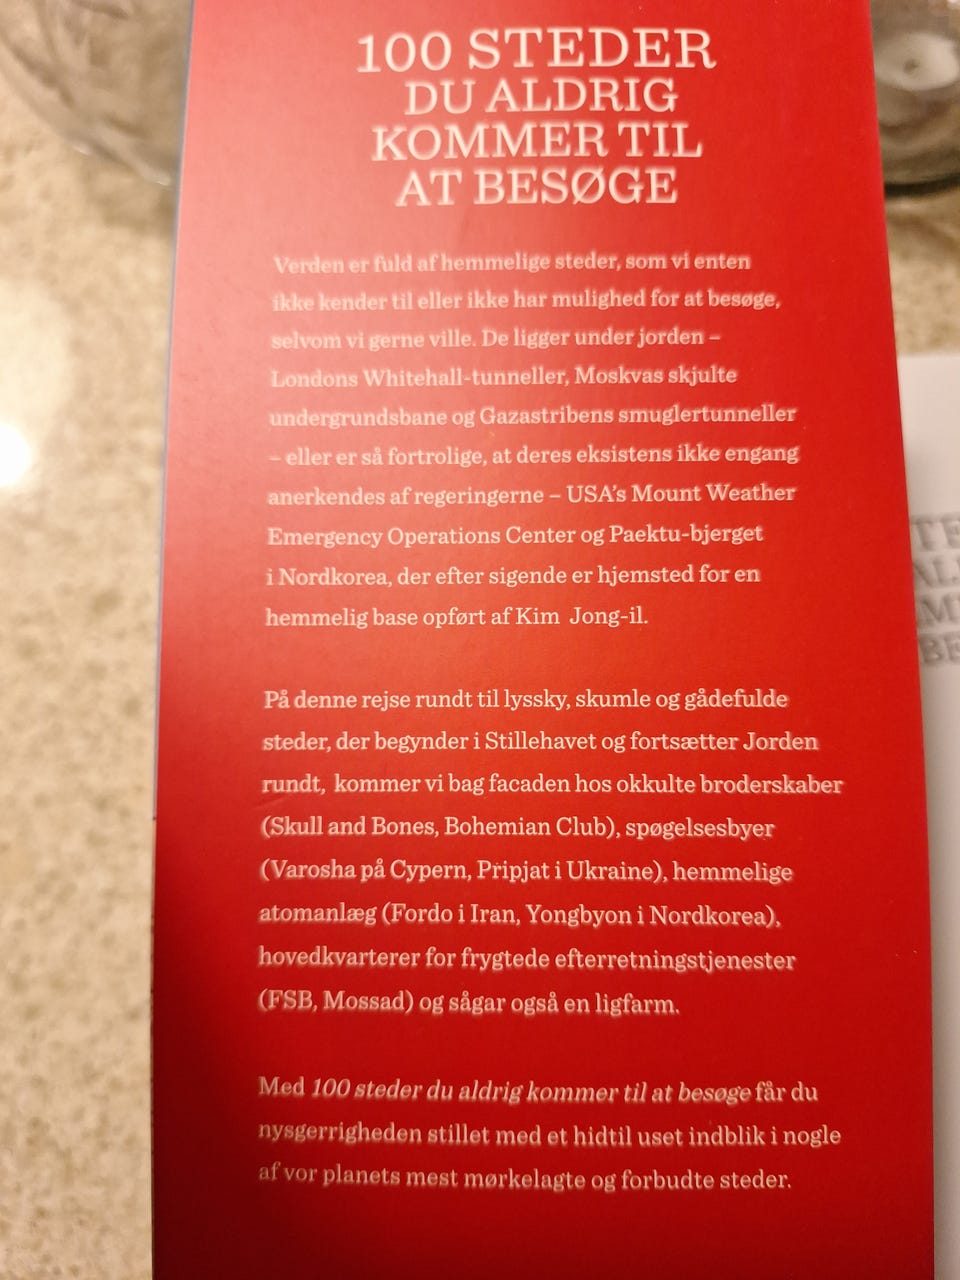 100 STEDER
DU ALDRIG
KOMMER TIL
AT BESØGE
Verden er fuld af hemmelige steder, som vi enten
ikke kender til eller ikke har mulighed for at besøge,
selvom vi gerne ville. De ligger under jorden –
Londons Whitehall-tunneller, Moskvas skjulte
undergrundsbane og Gazastribens smuglertunneller
– eller er så fortrolige, at deres eksistens ikke engang
anerkendes af regeringerne – USA's Mount Weather
Emergency Operations Center og Paektu-bjerget
i Nordkorea, der efter sigende er hjemsted for en
hemmelig base opført af Kim Jong-il.
På denne rejse rundt til lyssky, skumle og gådefulde
steder, der begynder i Stillehavet og fortsætter Jorden
rundt, kommer vi bag facaden hos okkulte broderskaber
(Skull and Bones, Bohemian Club), spøgelsesbyer
(Varosha på Cypern, Pripjat i Ukraine), hemmelige
atomanlæg (Fordo i Iran, Yongbyon i Nordkorea),
hovedkvarterer for frygtede efterretningstjenester
(FSB, Mossad) og sågar også en ligfarm.
Med 100 steder du aldrig kommer til at besøge får du
nysgerrigheden stillet med et hidtil uset indblik i nogle
af vor planets mest mørkelagte og forbudte steder.